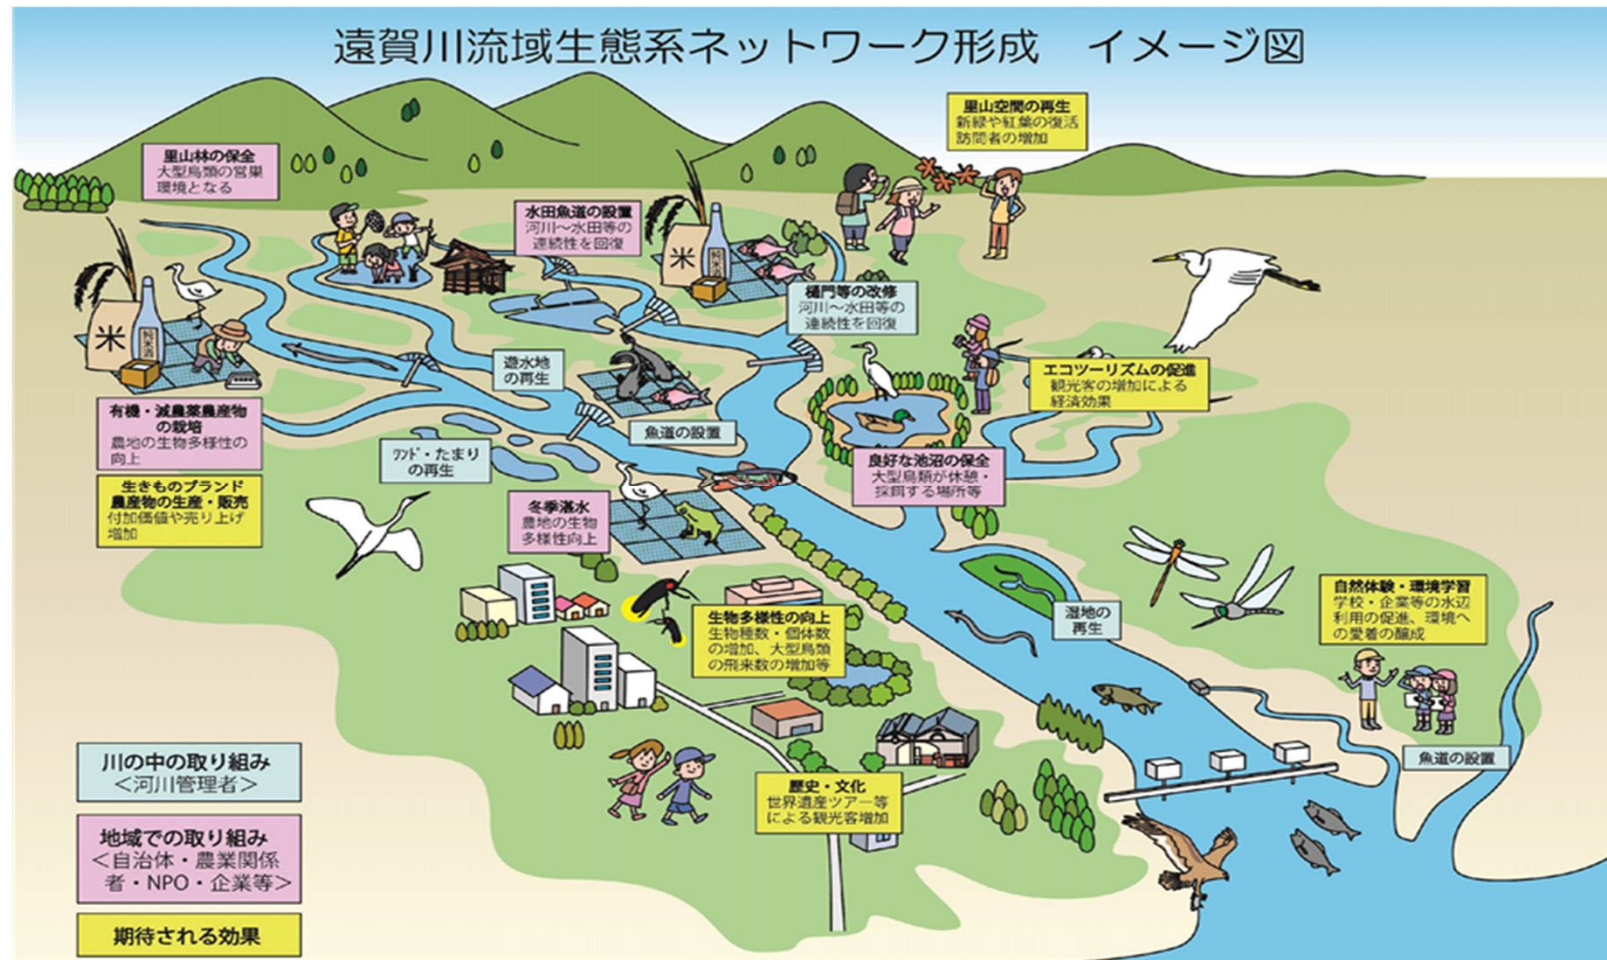 遠賀川流域生態系ネットワーク形成　イメージ図
里山空間の再生
新緑や紅葉の復活
訪問者の増加
里山林の保全
大型鳥類の営巣
環境となる
水田魚道の設置
河川～水田等の
連続性を回復
米
純米酒
樋門等の改修
河川～水田等の
連続性を回復
米
純米酒
遊水地
の再生
エコツーリズムの促進
観光客の増加による
経済効果
有機・減農薬農産物
の栽培
農地の生物多様性の
向上
魚道の設置
ワンド・たまり
の再生
良好な池沼の保全
大型鳥類が休憩・
採餌する場所等
生きものブランド
農産物の生産・販売
付加価値や売り上げ
増加
冬季湛水
農地の生物
多様性向上
自然体験・環境学習
学校・企業等の水辺
利用の促進、環境へ
の愛着の醸成
湿地の
再生
生物多様性の向上
生物種数・個体数
の増加、大型鳥類
の飛来数の増加等
魚道の設置
歴史・文化
世界遺産ツアー等
による観光客増加
川の中の取り組み
＜河川管理者＞
地域での取り組み
＜自治体・農業関係
者・NPO・企業等＞
期待される効果